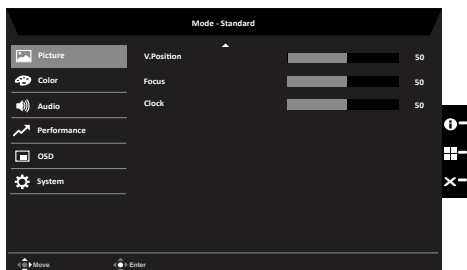 Mode - Standard
Picture
V.Position 50
Color
Focus 50
Audio
Clock 50
Performance
OSD
System
Move Enter